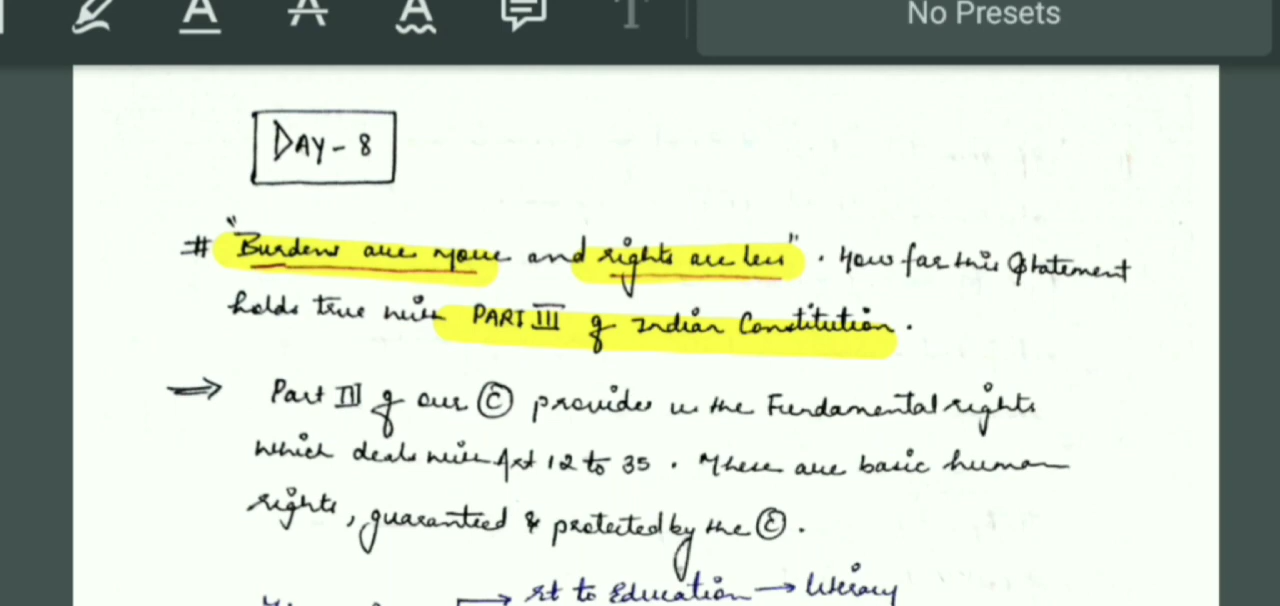 No Presets
DAY - 8
# "Burdens are more and rights are less". How far this statement
holds true with PART III of Indian Constitution.
⇒ Part III of our Ⓒ provides us the Fundamental rights
which deals with Art 12 to 35. These are basic human
rights, guaranteed & protected by the Ⓒ.
→ rt to Education → literacy